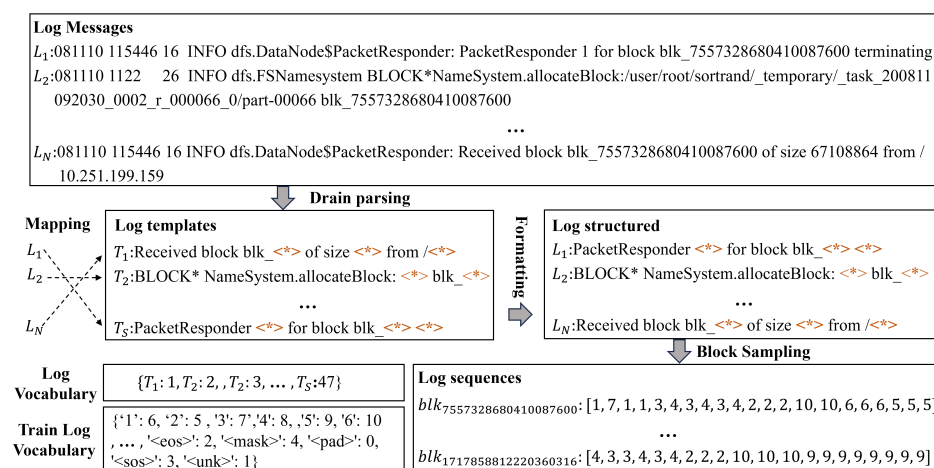 Log Messages
L₁:081110 115446 16 INFO dfs.DataNode$PacketResponder: PacketResponder 1 for block blk_7557328680410087600 terminating
L₂:081110 1122 26 INFO dfs.FSNamesystem BLOCK*NameSystem.allocateBlock:/user/root/sortrand/_temporary/_task_200811
092030_0002_r_000066_0/part-00066 blk_7557328680410087600
...
L_N:081110 115446 16 INFO dfs.DataNode$PacketResponder: Received block blk_7557328680410087600 of size 67108864 from /
10.251.199.159
Drain parsing
Mapping
L₁
L₂
L_N
Log templates
T₁:Received block blk_<*> of size <*> from /<*>
T₂:BLOCK* NameSystem.allocateBlock: <*> blk_<*>
...
T_S:PacketResponder <*> for block blk_<*> <*>
Formatting
Log structured
L₁:PacketResponder <*> for block blk_<*> <*>
L₂:BLOCK* NameSystem.allocateBlock: <*> blk_<*>
...
L_N:Received block blk_<*> of size <*> from /<*>
Block Sampling
Log
Vocabulary
{T₁: 1, T₂: 2, , T₂: 3, ... , T_S:47}
Train Log
Vocabulary
{‘1’: 6, ‘2’: 5 , '3': 7','4': 8, ,'5': 9, '6': 10
, ... , '<eos>': 2, '<mask>': 4, '<pad>': 0,
'<sos>': 3, '<unk>': 1}
Log sequences
blk₇₅₅₇₃₂₈₆₈₀₄₁₀₀₈₇₆₀₀: [1, 7, 1, 1, 3, 4, 3, 4, 3, 4, 2, 2, 2, 10, 10, 6, 6, 6, 5, 5, 5]
...
blk₁₇₁₇₈₅₈₈₁₂₂₂₀₃₆₀₃₁₆: [4, 3, 3, 4, 3, 4, 2, 2, 2, 10, 10, 10, 9, 9, 9, 9, 9, 9, 9, 9]